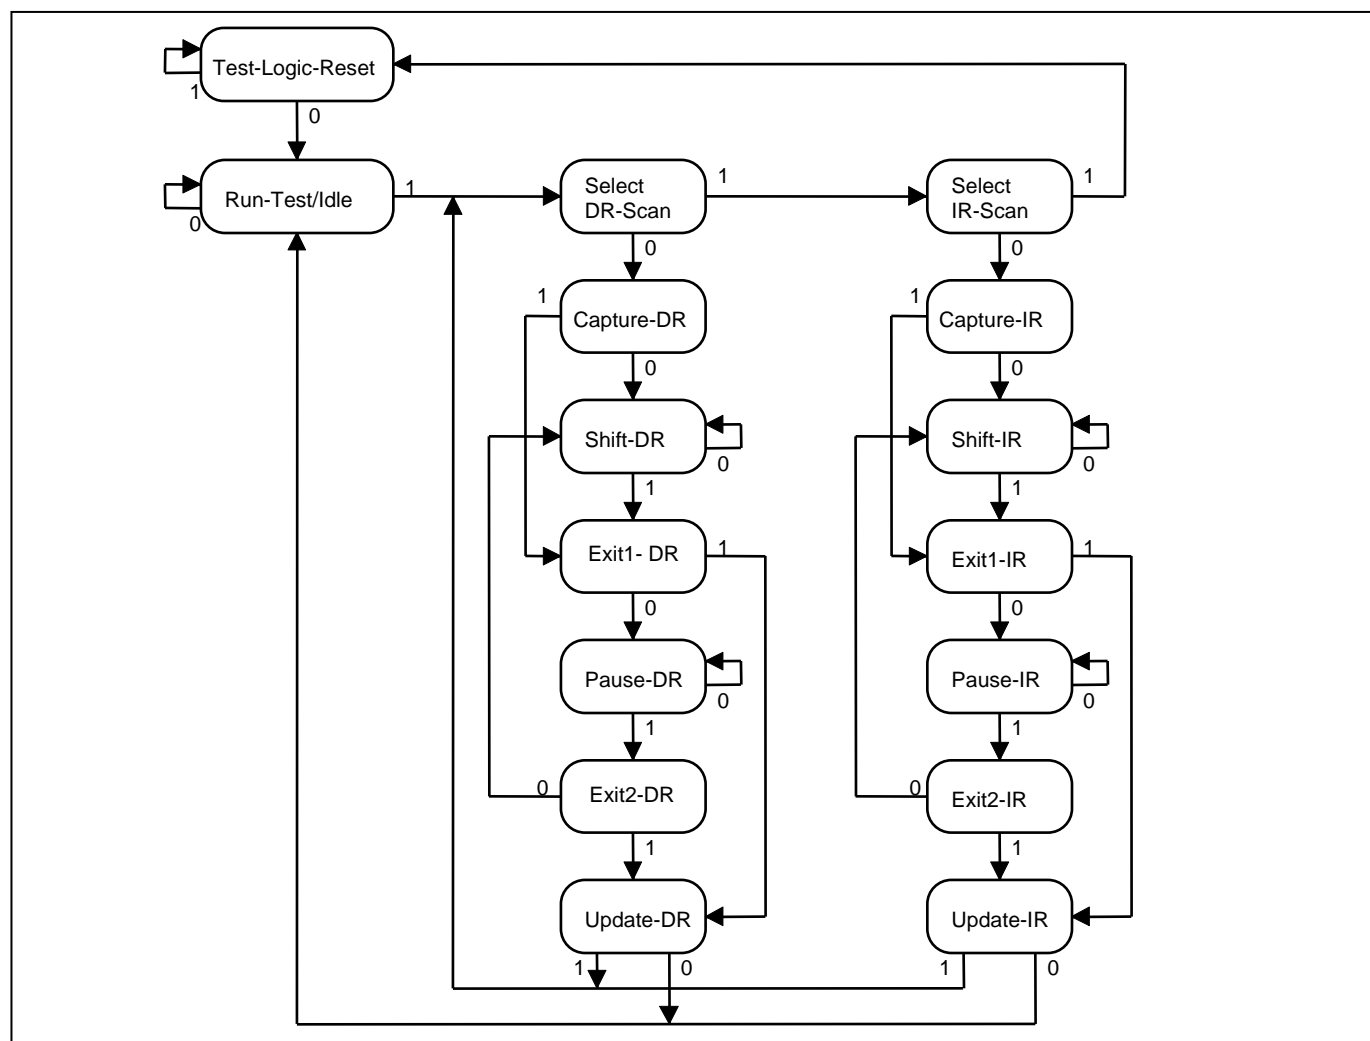 Test-Logic-Reset
1
0
Run-Test/Idle
0
1
Select
DR-Scan
1
0
Select
IR-Scan
1
0
1
Capture-DR
0
1
Capture-IR
0
Shift-DR
0
1
Shift-IR
0
1
Exit1- DR
1
0
Exit1-IR
1
0
Pause-DR
0
1
Pause-IR
0
1
0
Exit2-DR
1
0
Exit2-IR
1
Update-DR
1
0
Update-IR
1
0